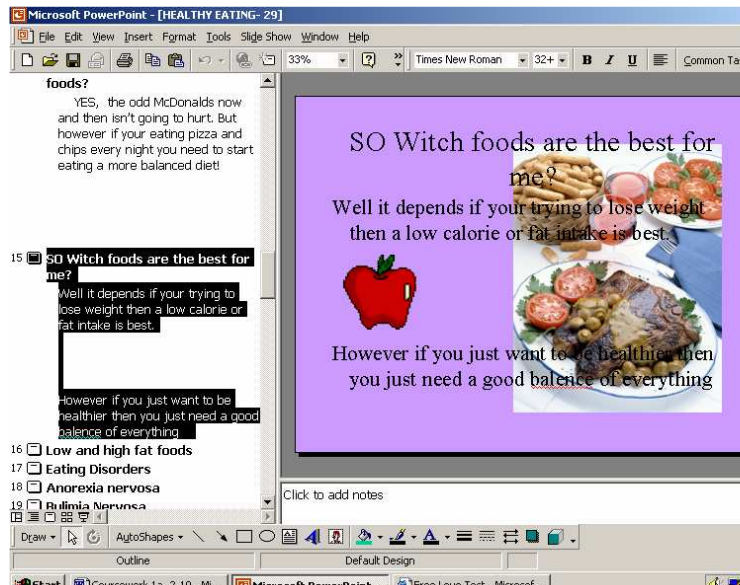 Microsoft PowerPoint - [HEALTHY EATING- 29]
File Edit View Insert Format Tools Slide Show Window Help
33% Times New Roman 32+ B I U Common Ta
foods?
YES, the odd McDonalds now
and then isn't going to hurt. But
however if your eating pizza and
chips every night you need to start
eating a more balanced diet!
15 SO Witch foods are the best for
me?
Well it depends if your trying to
lose weight then a low calorie or
fat intake is best.
However if you just want to be
healthier then you just need a good
balence of everything
16 Low and high fat foods
17 Eating Disorders
18 Anorexia nervosa
19 Bulimia Nervosa
SO Witch foods are the best for
me?
Well it depends if your trying to lose weight
then a low calorie or fat intake is best.
However if you just want to be healthier then
you just need a good balence of everything
Click to add notes
Draw AutoShapes
Outline Default Design
Start Coursework 1a, 2.10 - Mi Microsoft PowerPoint Free Love Test - Microsof